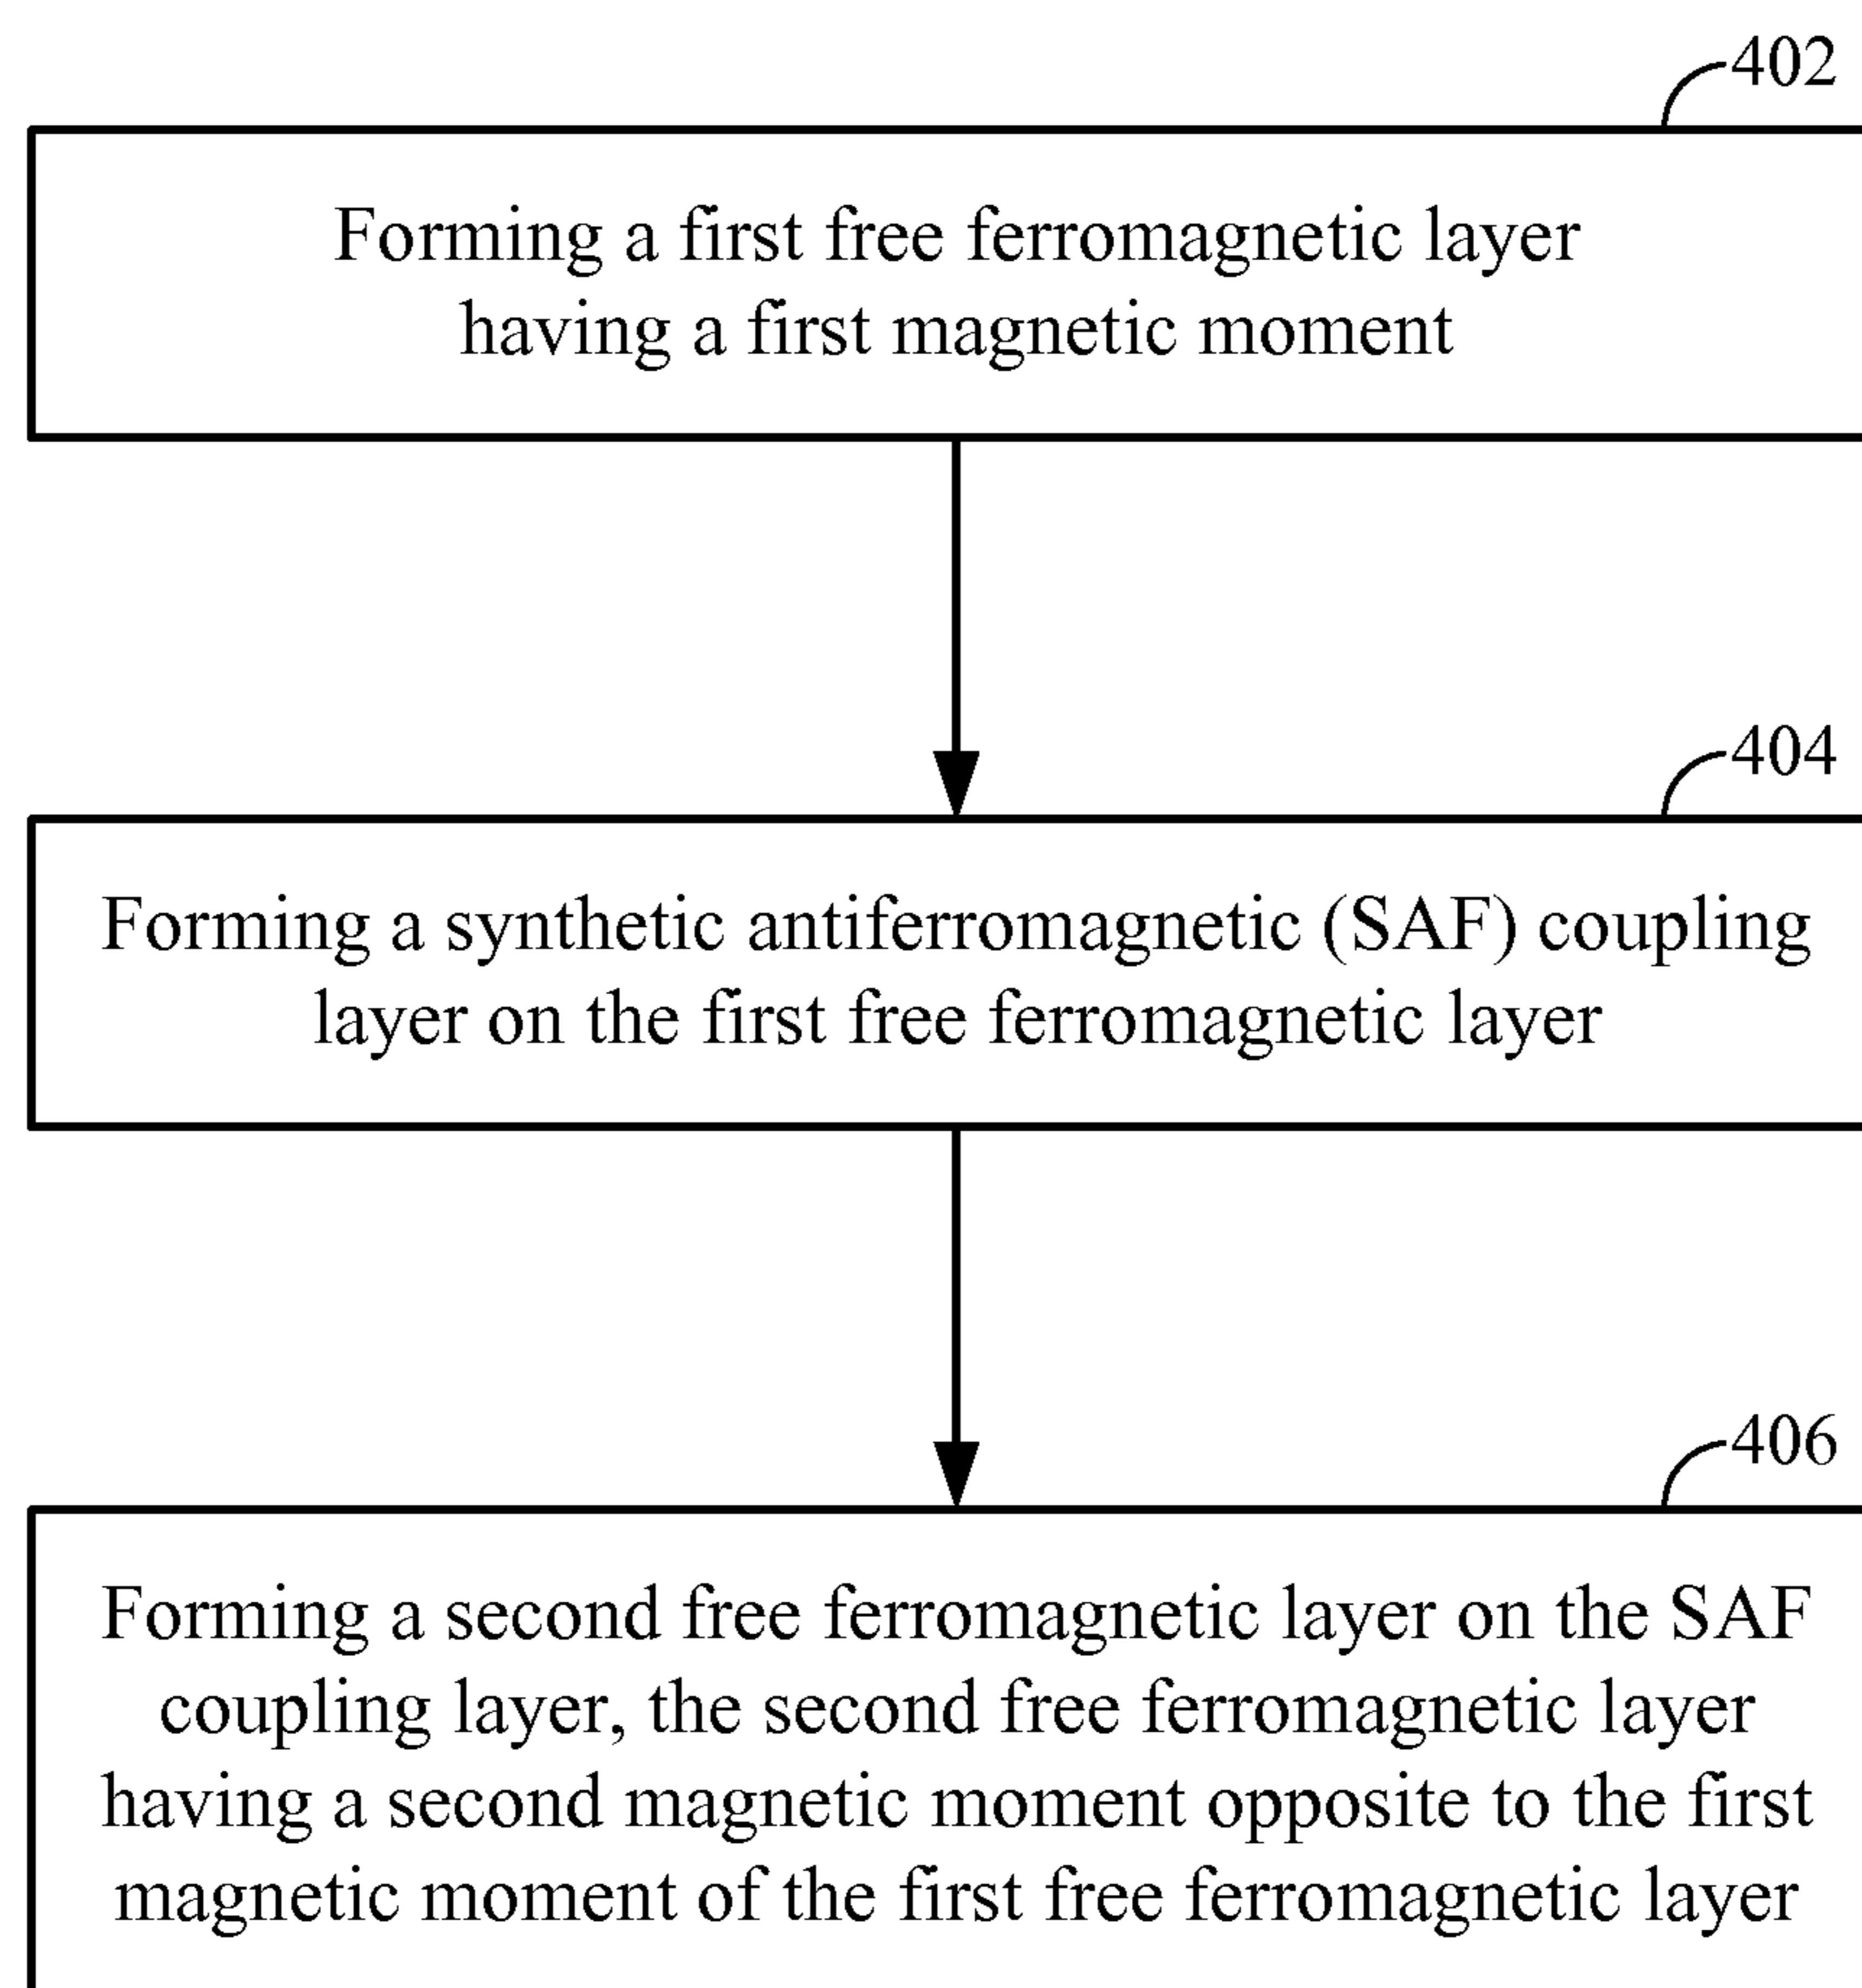 402
Forming a first free ferromagnetic layer
having a first magnetic moment
404
Forming a synthetic antiferromagnetic (SAF) coupling
layer on the first free ferromagnetic layer
406
Forming a second free ferromagnetic layer on the SAF
coupling layer, the second free ferromagnetic layer
having a second magnetic moment opposite to the first
magnetic moment of the first free ferromagnetic layer